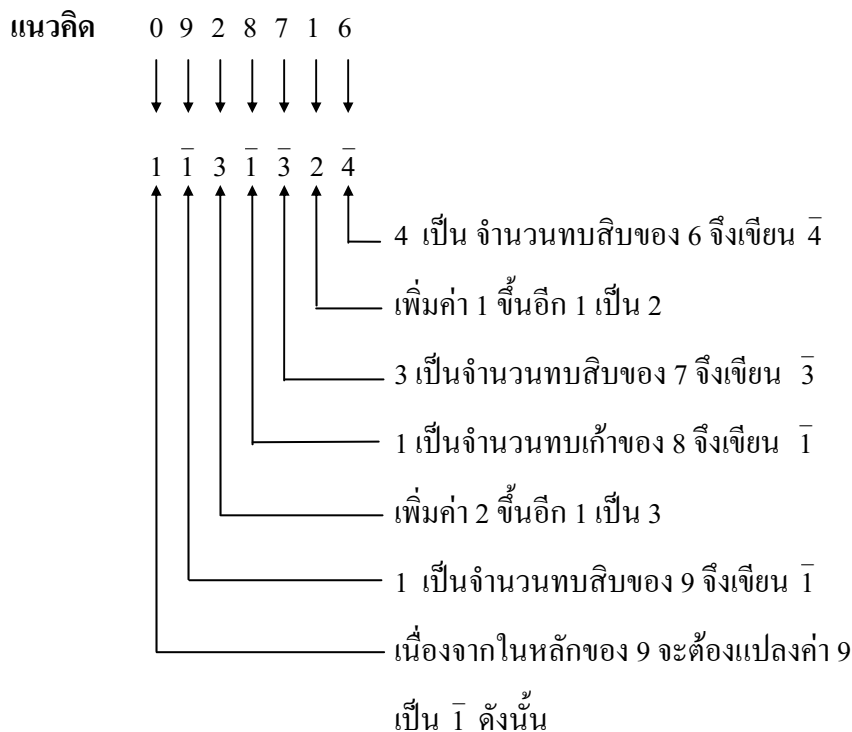 แนวคิด 0 9 2 8 7 1 6
1 1̅ 3 1̅ 3̅ 2 4̅
4 เป็น จำนวนทบสิบของ 6 จึงเขียน 4̅
เพิ่มค่า 1 ขึ้นอีก 1 เป็น 2
3 เป็นจำนวนทบสิบของ 7 จึงเขียน 3̅
1 เป็นจำนวนทบเก้าของ 8 จึงเขียน 1̅
เพิ่มค่า 2 ขึ้นอีก 1 เป็น 3
1 เป็นจำนวนทบสิบของ 9 จึงเขียน 1̅
เนื่องจากในหลักของ 9 จะต้องแปลงค่า 9
เป็น 1̅ ดังนั้น